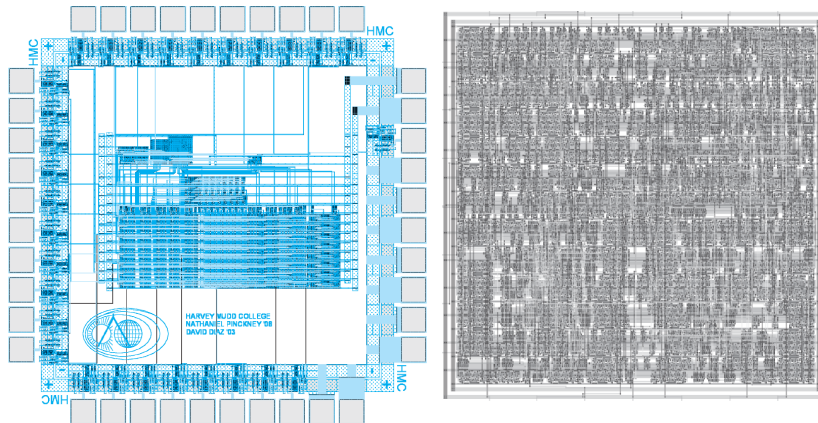 HMC
HMC
HARVEY MUDD COLLEGE
NATHANIEL PINCKNEY '08
DAVID DIAZ '03
HMC
HMC